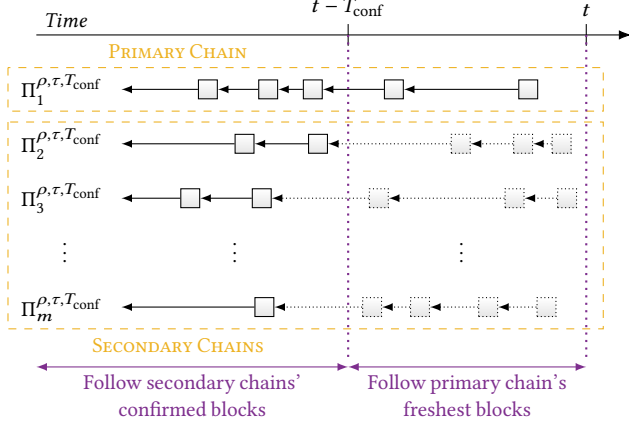 Time t − T_conf t
PRIMARY CHAIN
Π_1^{ρ,τ,T_conf}
Π_2^{ρ,τ,T_conf}
Π_3^{ρ,τ,T_conf}
⋮ ⋮ ⋮
Π_m^{ρ,τ,T_conf}
SECONDARY CHAINS
Follow secondary chains’ Follow primary chain’s
confirmed blocks freshest blocks